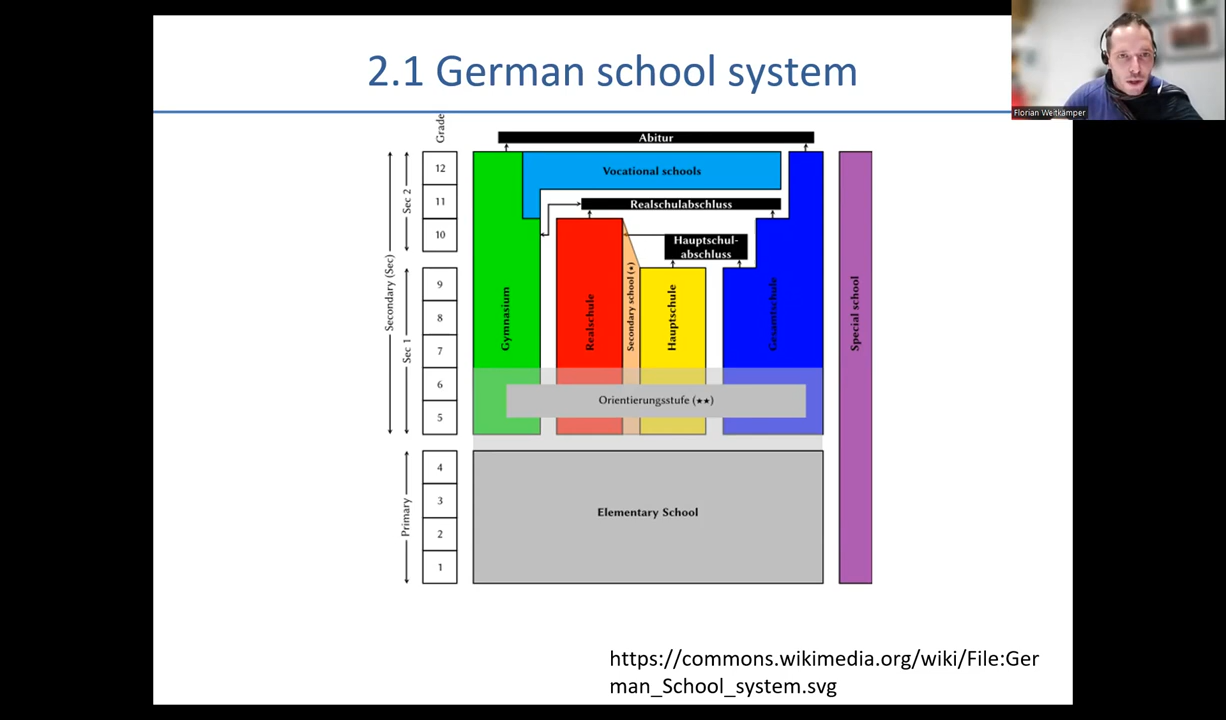 2.1 German school system
Florian Weitkämper
Grade
Abitur
12
Vocational schools
11
Realschulabschluss
10
Hauptschul-
abschluss
9
8
7
6
5
4
3
2
1
Secondary (Sec)
Sec 2
Sec 1
Primary
Gymnasium
Realschule
Secondary school (★)
Hauptschule
Gesamtschule
Special school
Orientierungsstufe (★★)
Elementary School
https://commons.wikimedia.org/wiki/File:Ger
man_School_system.svg